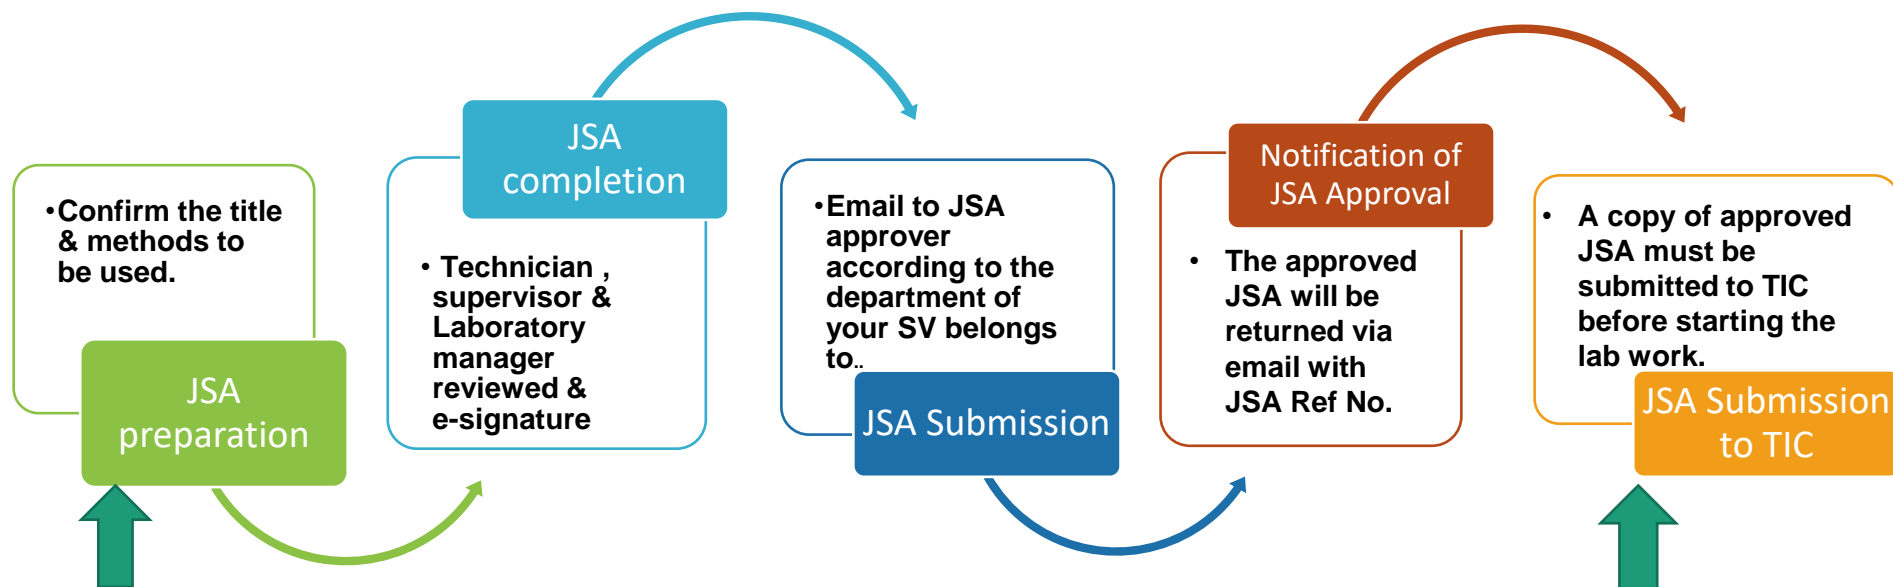 •Confirm the title
& methods to
be used.
JSA
preparation
JSA
completion
• Technician ,
supervisor &
Laboratory
manager
reviewed &
e-signature
•Email to JSA
approver
according to the
department of
your SV belongs
to..
JSA Submission
Notification of
JSA Approval
• The approved
JSA will be
returned via
email with
JSA Ref No.
• A copy of approved
JSA must be
submitted to TIC
before starting the
lab work.
JSA Submission
to TIC